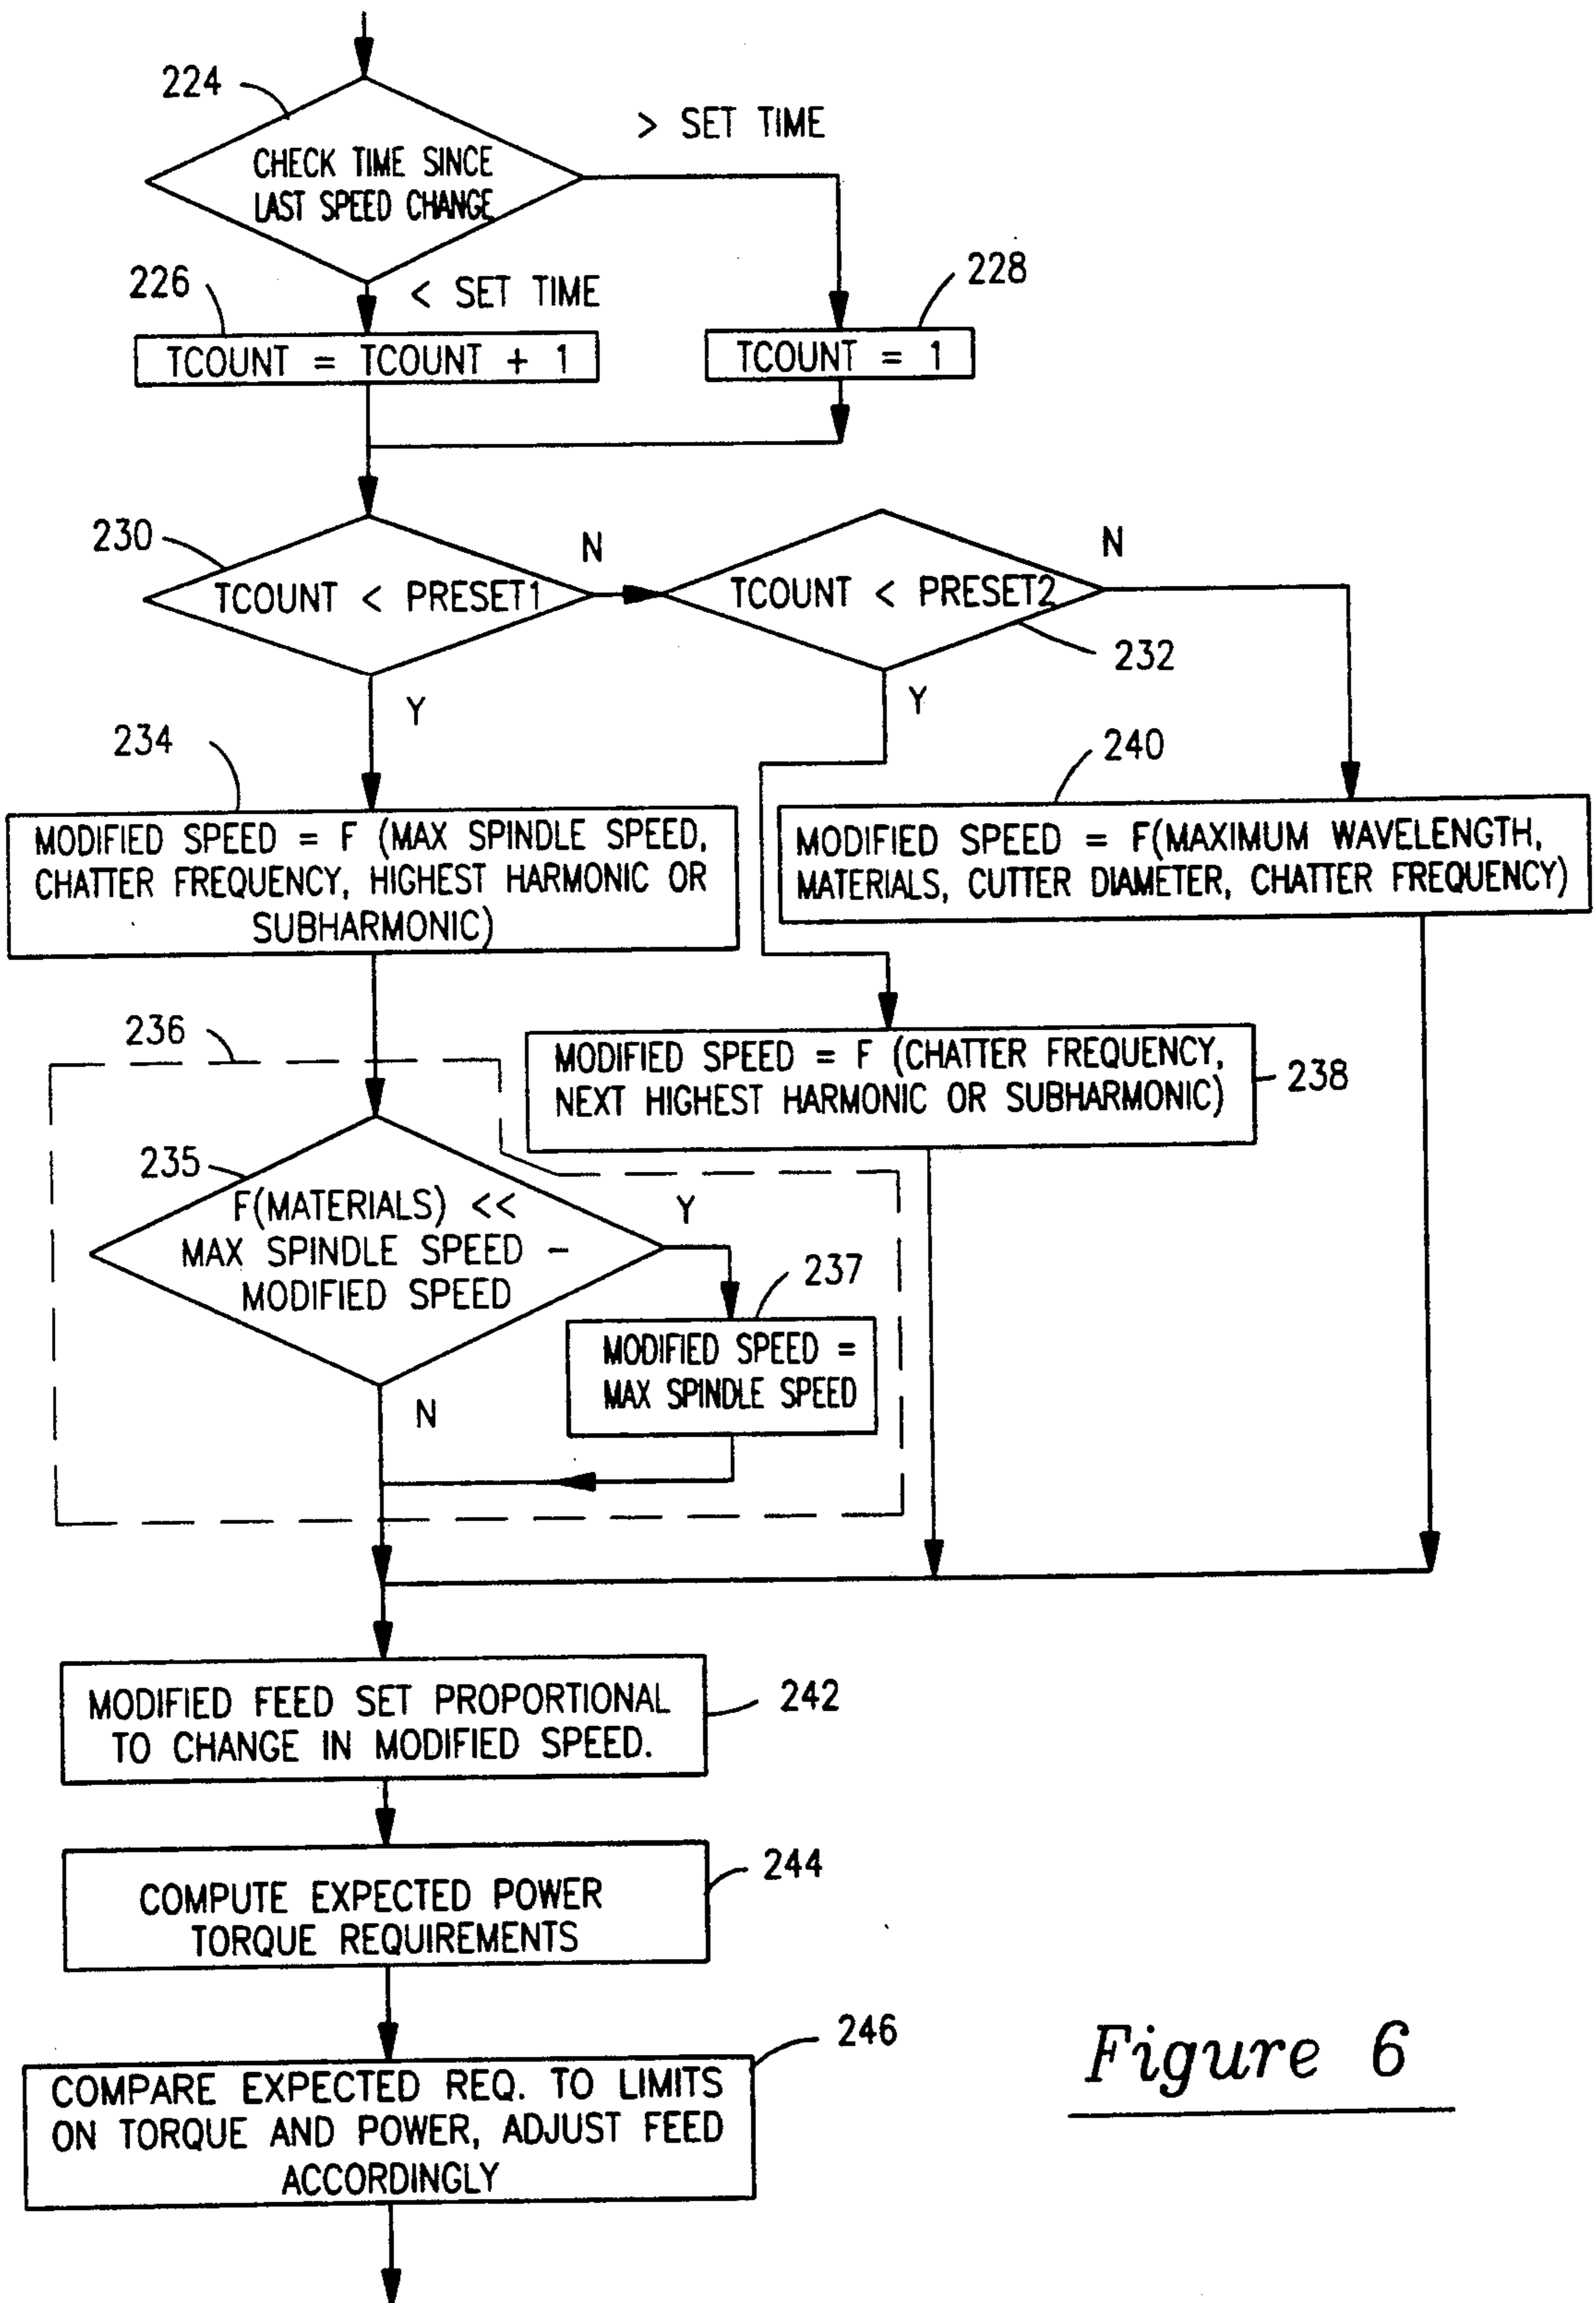 224
> SET TIME
CHECK TIME SINCE
LAST SPEED CHANGE
226
< SET TIME
228
TCOUNT = TCOUNT + 1
TCOUNT = 1
230
N
N
TCOUNT < PRESET1
TCOUNT < PRESET2
232
Y
Y
234
240
MODIFIED SPEED = F (MAX SPINDLE SPEED,
CHATTER FREQUENCY, HIGHEST HARMONIC OR
SUBHARMONIC)
MODIFIED SPEED = F(MAXIMUM WAVELENGTH,
MATERIALS, CUTTER DIAMETER, CHATTER FREQUENCY)
236
MODIFIED SPEED = F (CHATTER FREQUENCY,
NEXT HIGHEST HARMONIC OR SUBHARMONIC)
238
235
F(MATERIALS) <<
MAX SPINDLE SPEED –
MODIFIED SPEED
Y
237
MODIFIED SPEED =
MAX SPINDLE SPEED
N
MODIFIED FEED SET PROPORTIONAL
TO CHANGE IN MODIFIED SPEED.
242
COMPUTE EXPECTED POWER
TORQUE REQUIREMENTS
244
246
COMPARE EXPECTED REQ. TO LIMITS
ON TORQUE AND POWER, ADJUST FEED
ACCORDINGLY
Figure 6